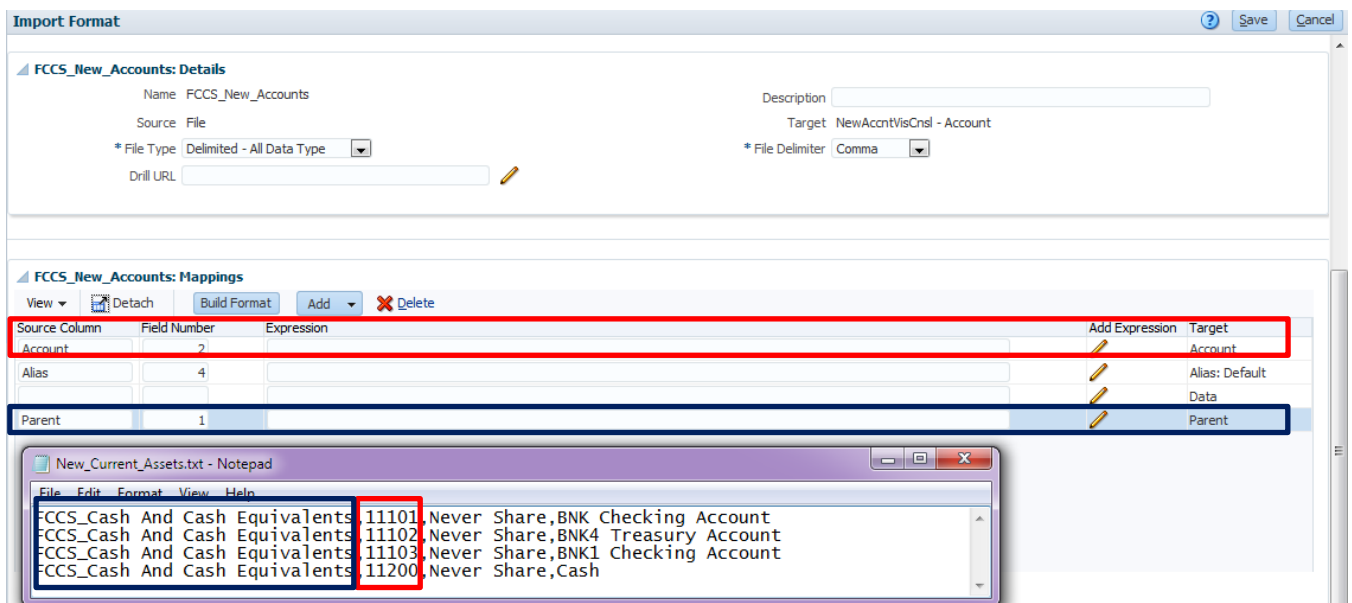 Import Format ? Save Cancel
FCCS_New_Accounts: Details
Name FCCS_New_Accounts Description
Source File Target NewAccntVisCnsl - Account
* File Type Delimited - All Data Type * File Delimiter Comma
Drill URL
FCCS_New_Accounts: Mappings
View Detach Build Format Add Delete
Source Column Field Number Expression Add Expression Target
Account 2 Account
Alias 4 Alias: Default
Data
Parent 1 Parent
New_Current_Assets.txt - Notepad
File Edit Format View Help
FCCS_Cash And Cash Equivalents,11101,Never Share,BNK Checking Account
FCCS_Cash And Cash Equivalents,11102,Never Share,BNK4 Treasury Account
FCCS_Cash And Cash Equivalents,11103,Never Share,BNK1 Checking Account
FCCS_Cash And Cash Equivalents,11200,Never Share,Cash